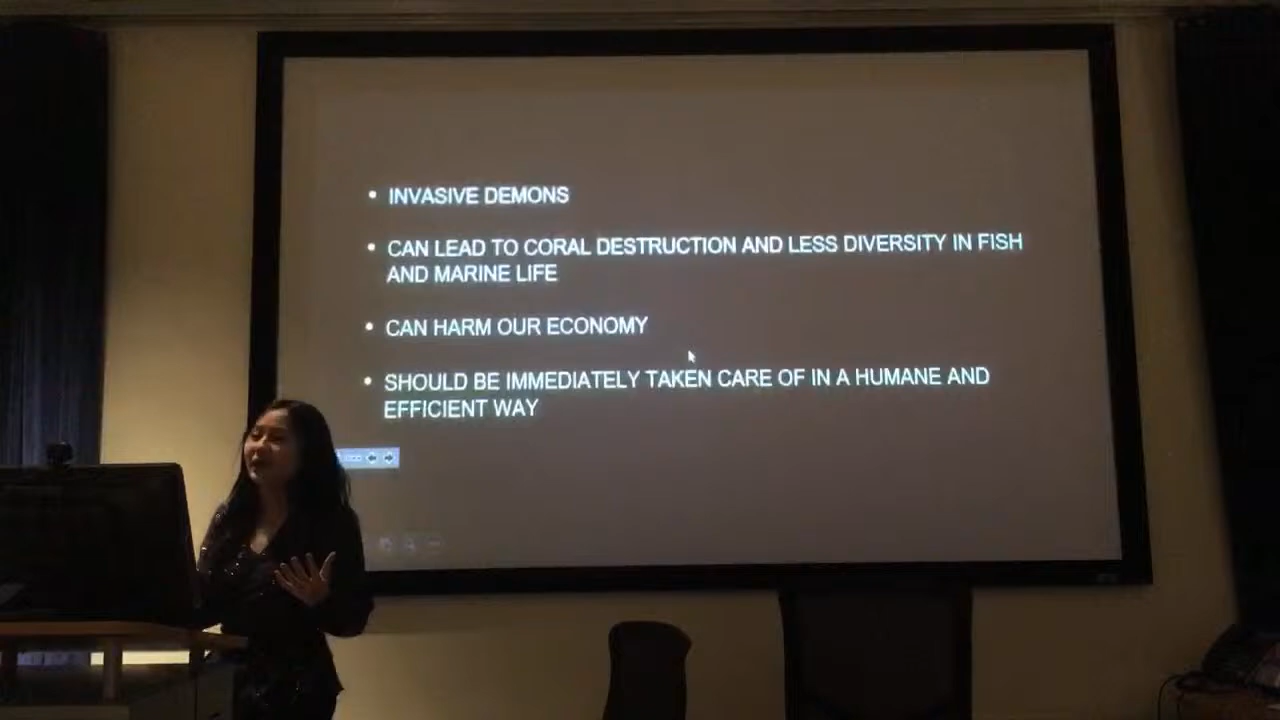 • INVASIVE DEMONS
• CAN LEAD TO CORAL DESTRUCTION AND LESS DIVERSITY IN FISH
AND MARINE LIFE
• CAN HARM OUR ECONOMY
• SHOULD BE IMMEDIATELY TAKEN CARE OF IN A HUMANE AND
EFFICIENT WAY